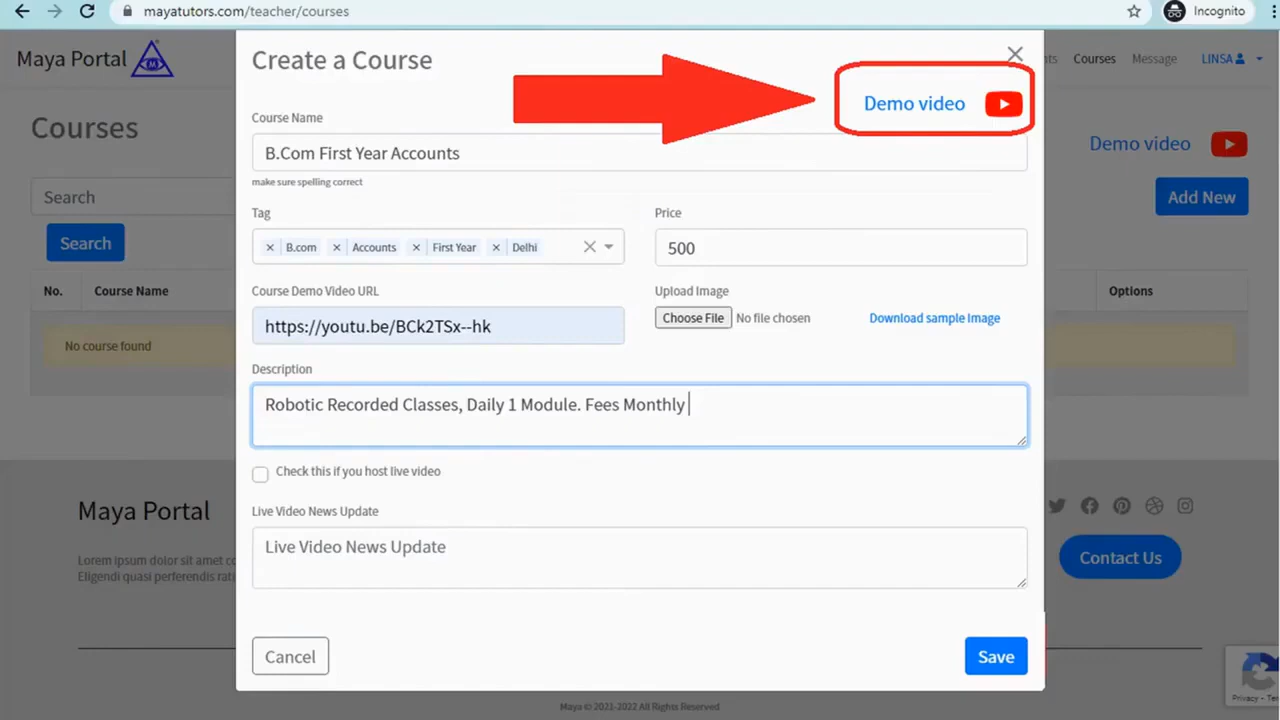 mayatutors.com/teacher/courses
Incognito
Maya Portal
Courses
Message
LINSA
Create a Course
Demo video
Courses
Course Name
B.Com First Year Accounts
make sure spelling correct
Demo video
Search
Add New
Search
Tag
Price
B.com
Accounts
First Year
Delhi
500
No.
Course Name
Options
Course Demo Video URL
Upload Image
https://youtu.be/BCk2TSx--hk
Choose File No file chosen
Download sample Image
No course found
Description
Robotic Recorded Classes, Daily 1 Module. Fees Monthly
Check this if you host live video
Maya Portal
Live Video News Update
Live Video News Update
Lorem ipsum dolor sit amet
Eligendi quasi perferendis
Contact Us
Cancel
Save
Privacy
Maya © 2021-2022 All Rights Reserved